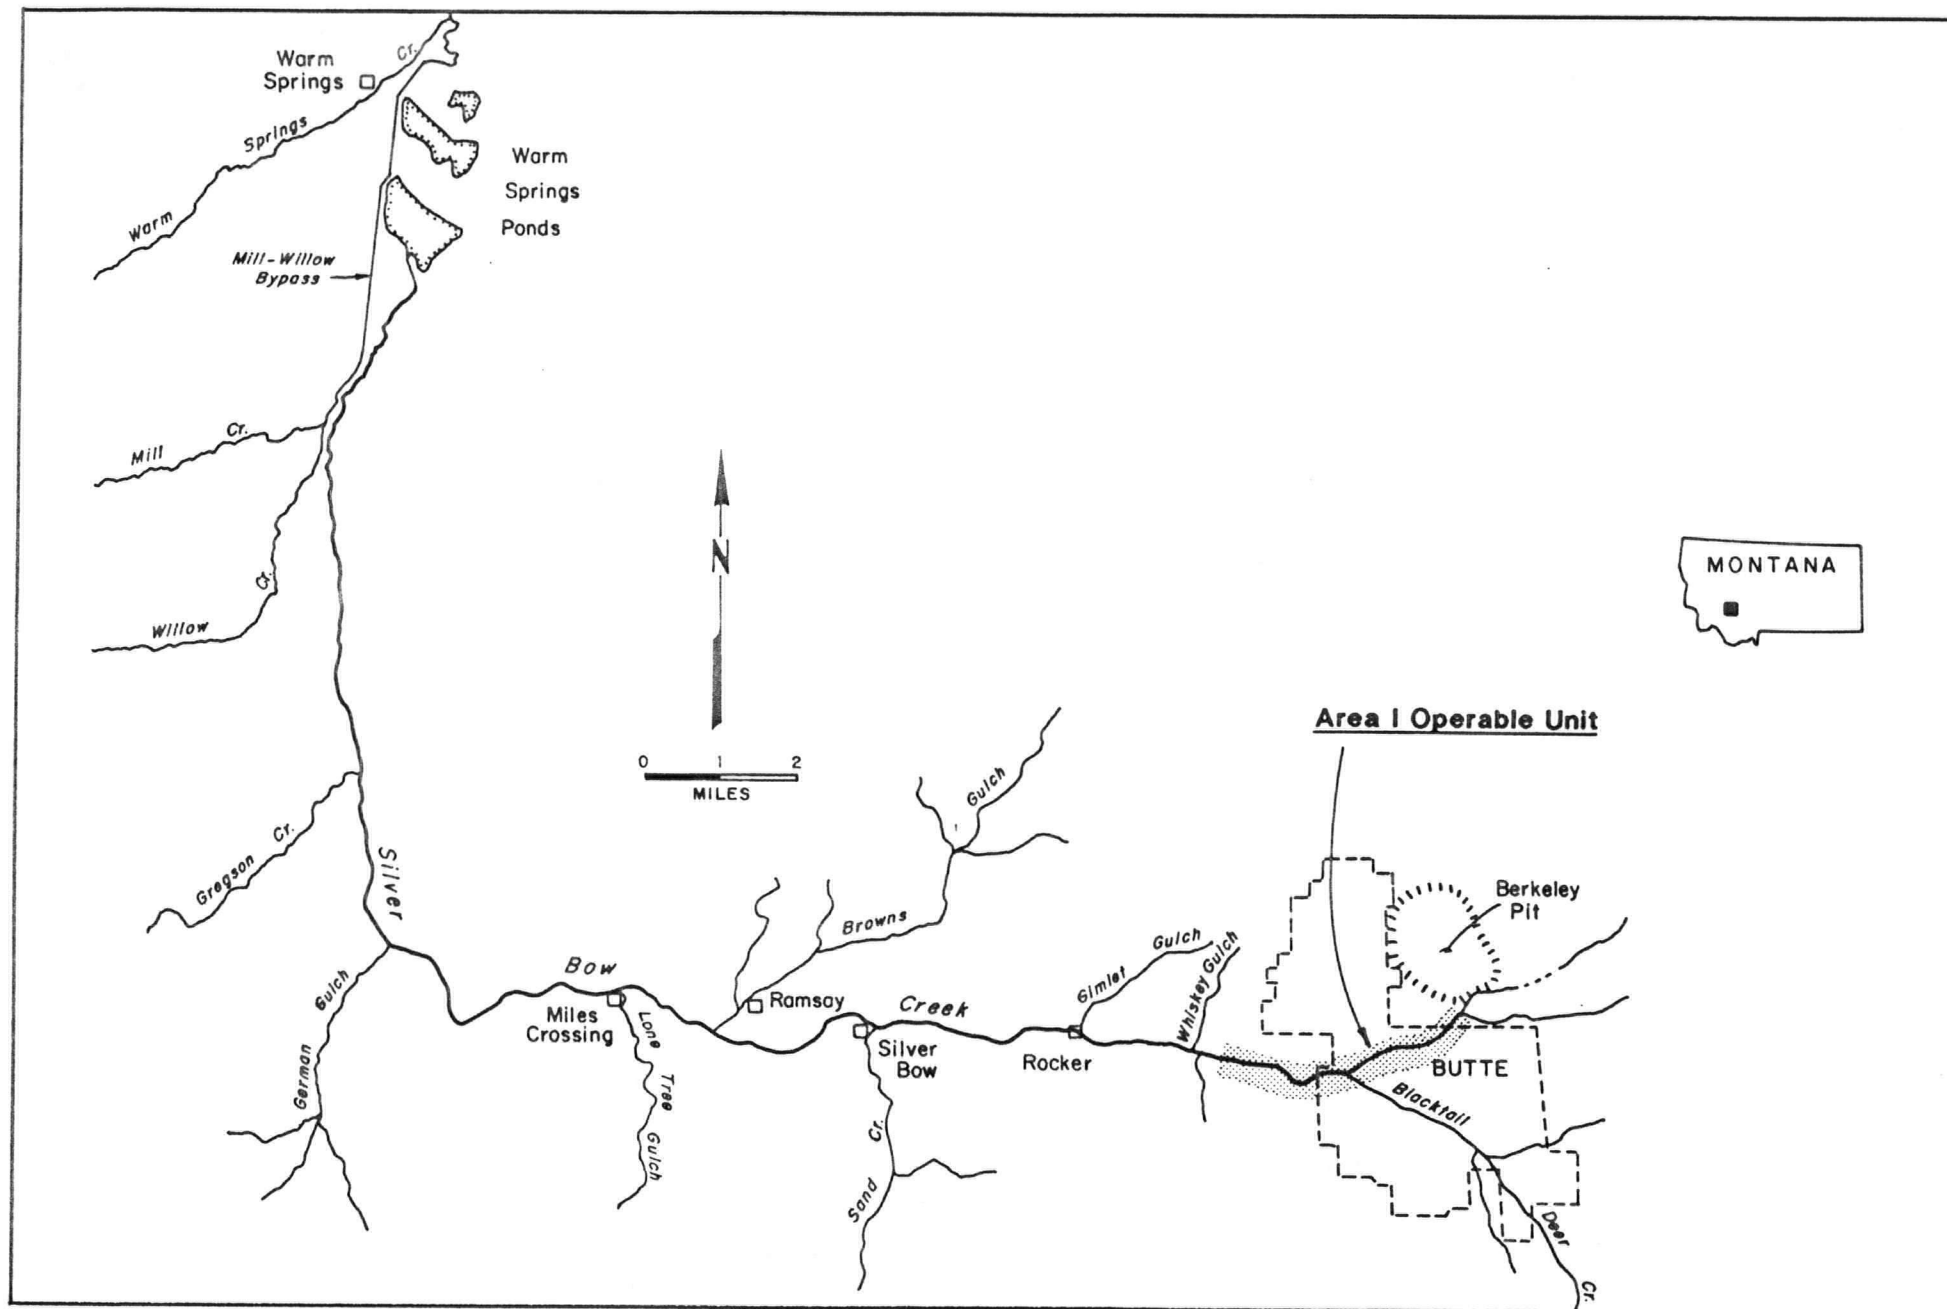 Warm
Springs
Warm Springs Cr.
Warm
Springs
Ponds
Mill-Willow
Bypass
Mill Cr.
Willow Cr.
N
0 1 2
MILES
MONTANA
Area I Operable Unit
Gregson Cr.
Silver Bow Creek
Browns Gulch
Berkeley
Pit
German Gulch
Miles
Crossing
Lone Tree Gulch
Ramsay
Silver
Bow
Sand Cr.
Rocker
Gimlet Gulch
Whiskey Gulch
BUTTE
Blacktail Deer Cr.